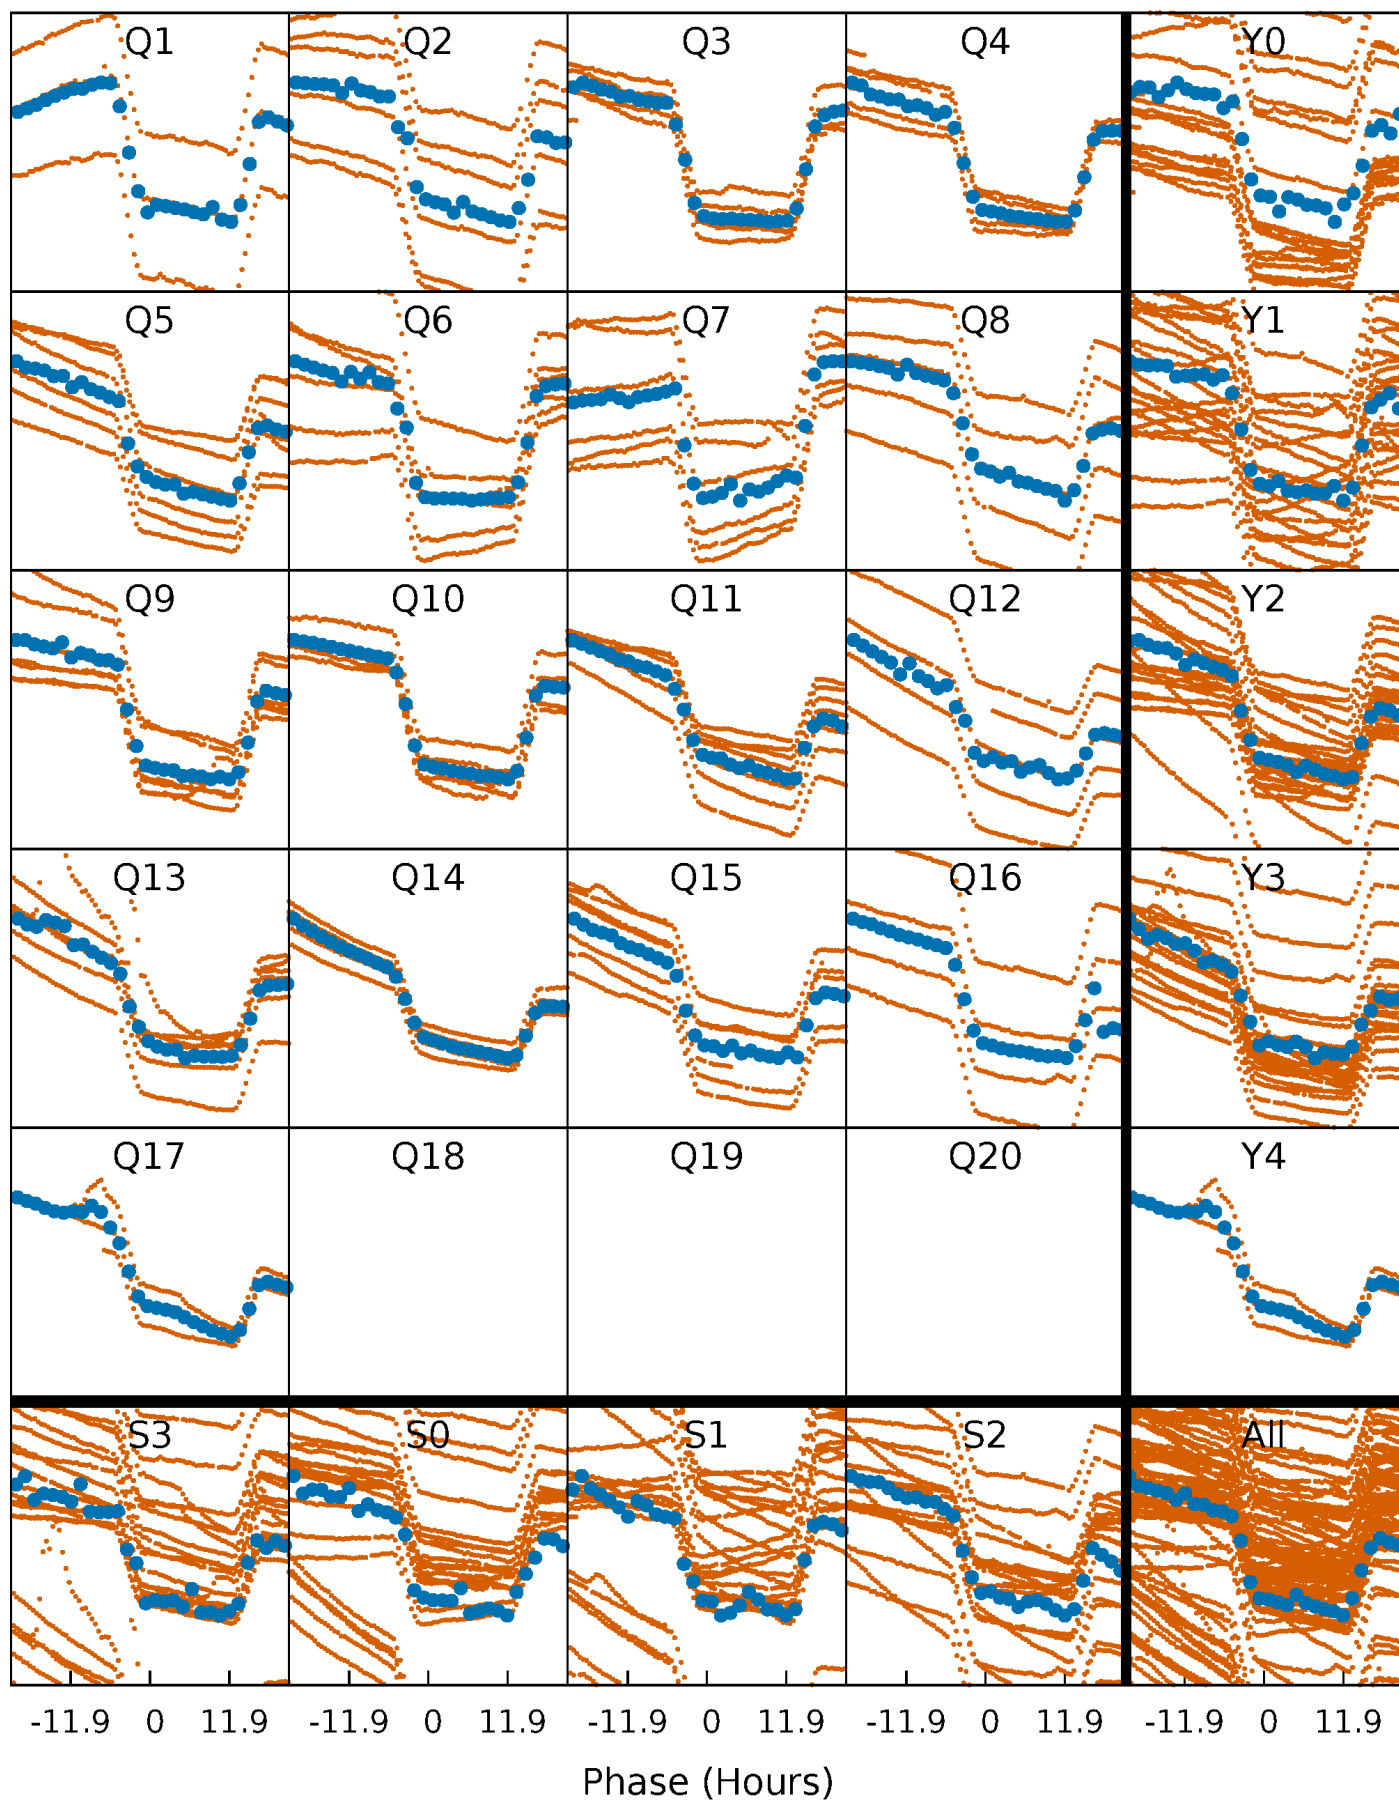 Q1 Q2 Q3 Q4 Y0
Q5 Q6 Q7 Q8 Y1
Q9 Q10 Q11 Q12 Y2
Q13 Q14 Q15 Q16 Y3
Q17 Q18 Q19 Q20 Y4
S3 S0 S1 S2 All
-11.9 0 11.9 -11.9 0 11.9 -11.9 0 11.9 -11.9 0 11.9 -11.9 0 11.9
Phase (Hours)